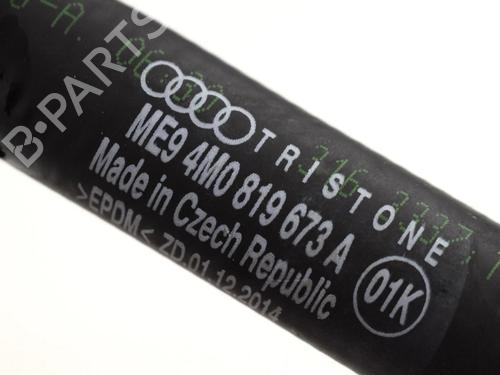 TRISTONE
ME9 4M0 819 673 A
Made in Czech Republic
>EPDM< ZD.01.12.2014
01K
B-Parts